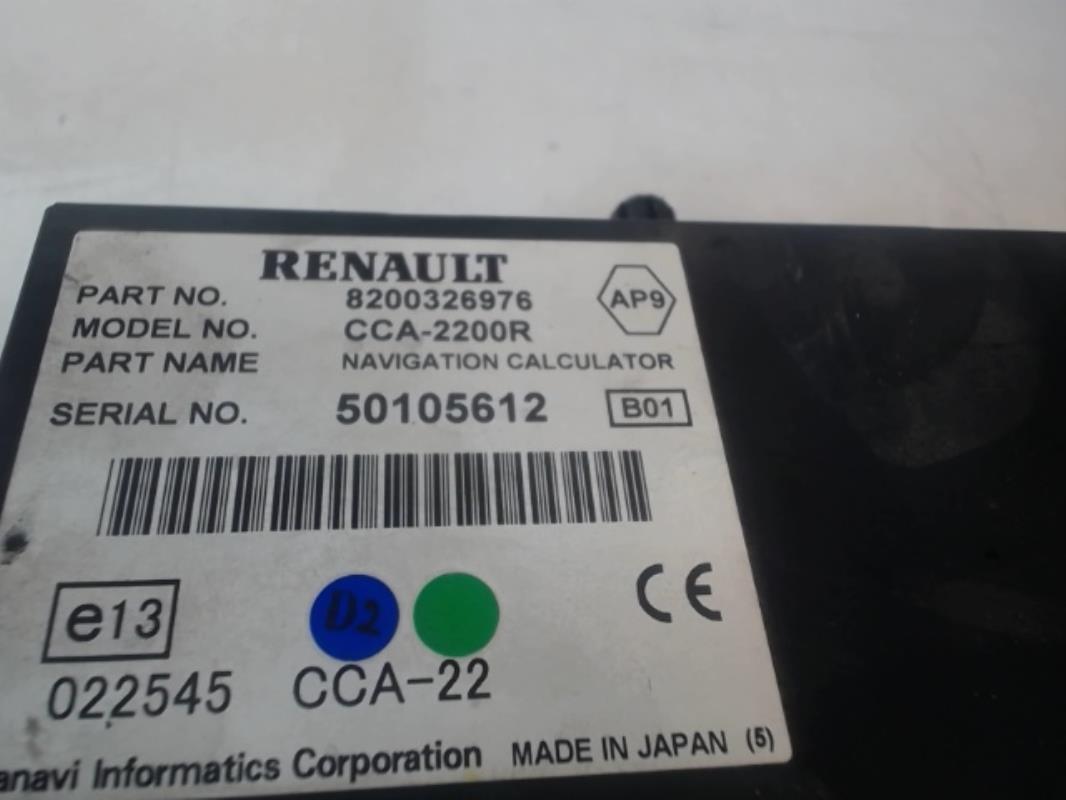 RENAULT
PART NO. 8200326976 AP9
MODEL NO. CCA-2200R
PART NAME NAVIGATION CALCULATOR
SERIAL NO. 50105612 B01
e13 D2 CE
022545 CCA-22
anavi Informatics Corporation MADE IN JAPAN (5)